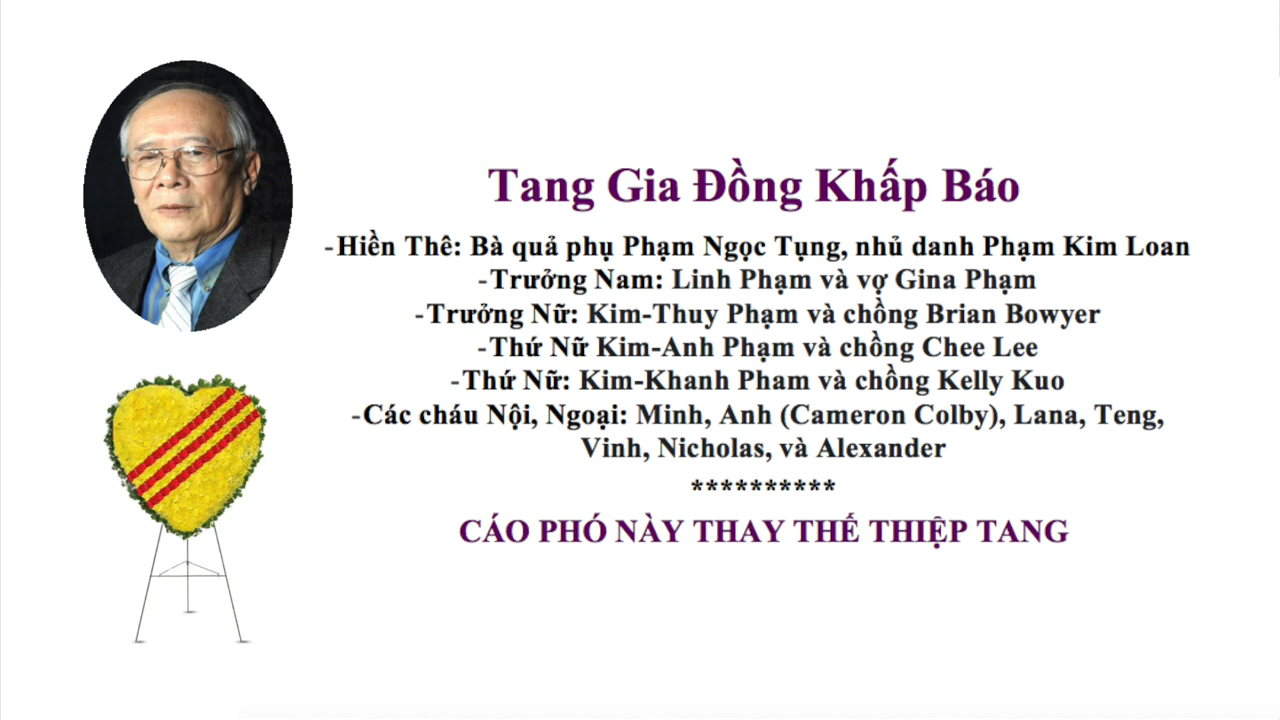 Tang Gia Đồng Khấp Báo
-Hiền Thê: Bà quả phụ Phạm Ngọc Tụng, nhủ danh Phạm Kim Loan
-Trưởng Nam: Linh Phạm và vợ Gina Phạm
-Trưởng Nữ: Kim-Thuy Phạm và chồng Brian Bowyer
-Thứ Nữ Kim-Anh Phạm và chồng Chee Lee
-Thứ Nữ: Kim-Khanh Pham và chồng Kelly Kuo
-Các cháu Nội, Ngoại: Minh, Anh (Cameron Colby), Lana, Teng,
Vinh, Nicholas, và Alexander
**********
CÁO PHÓ NÀY THAY THẾ THIỆP TANG